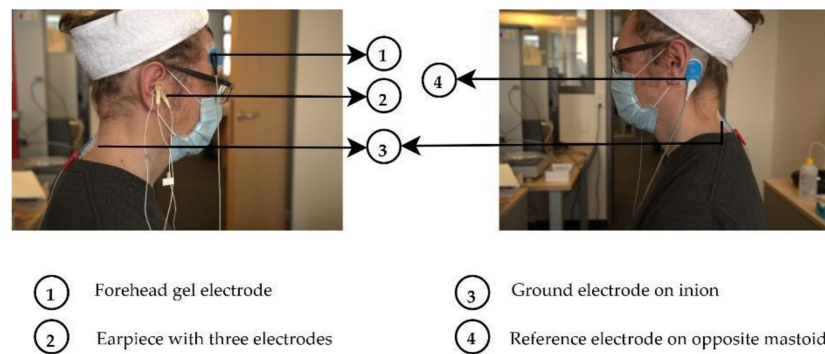 1
2
3
4
1 Forehead gel electrode
2 Earpiece with three electrodes
3 Ground electrode on inion
4 Reference electrode on opposite mastoid